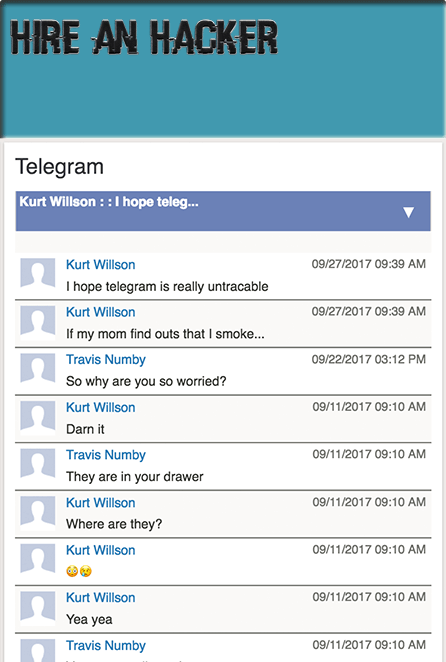 HIRE AN HACKER
Telegram
Kurt Willson : : I hope teleg...
Kurt Willson 09/27/2017 09:39 AM
I hope telegram is really untracable
Kurt Willson 09/27/2017 09:39 AM
If my mom find outs that I smoke...
Travis Numby 09/22/2017 03:12 PM
So why are you so worried?
Kurt Willson 09/11/2017 09:10 AM
Darn it
Travis Numby 09/11/2017 09:10 AM
They are in your drawer
Kurt Willson 09/11/2017 09:10 AM
Where are they?
Kurt Willson 09/11/2017 09:10 AM
😳😢
Kurt Willson 09/11/2017 09:10 AM
Yea yea
Travis Numby 09/11/2017 09:10 AM